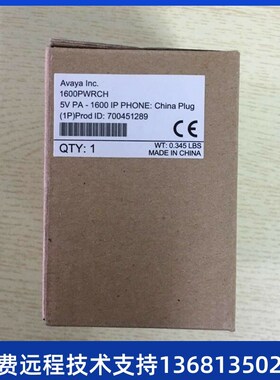 Avaya Inc.
1600PWRCH
5V PA - 1600 IP PHONE: China Plug
(1P)Prod ID: 700451289
CE
QTY: 1
WT: 0.345 LBS
MADE IN CHINA
费远程技术支持136813502